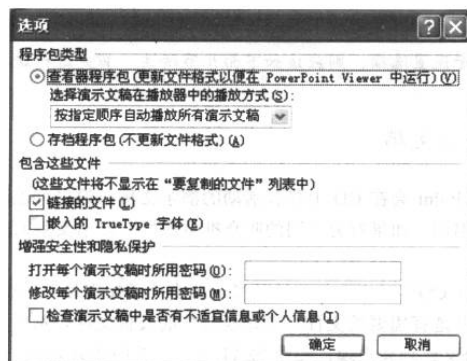 选项
程序包类型
查看器程序包(更新文件格式以便在 PowerPoint Viewer 中运行)(V)
选择演示文稿在播放器中的播放方式(S):
按指定顺序自动播放所有演示文稿
存档程序包(不更新文件格式)(A)
包含这些文件
(这些文件将不显示在“要复制的文件”列表中)
链接的文件(L)
嵌入的 TrueType 字体(E)
增强安全性和隐私保护
打开每个演示文稿时所用密码(O):
修改每个演示文稿时所用密码(M):
检查演示文稿中是否有不适宜信息或个人信息(I)
确定 取消